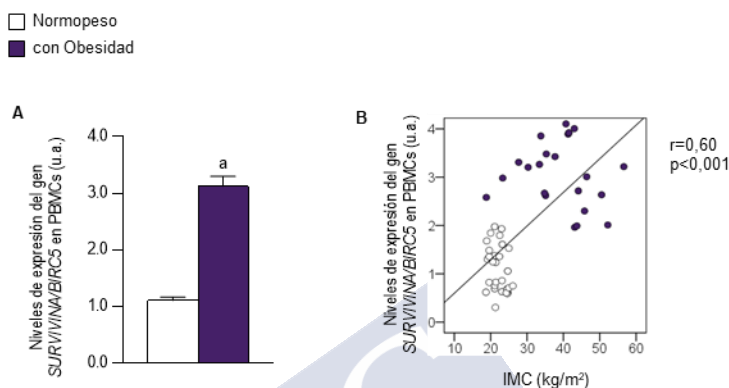 Normopeso
con Obesidad
A
Niveles de expresión del gen
SURVIVINA/BIRC5 en PBMCs (u.a.)
4.0
3.0
2.0
1.0
0.0
a
B
Niveles de expresión del gen
SURVIVINA/BIRC5 en PBMCs (u.a.)
4
3
2
1
0
10 20 30 40 50 60
IMC (kg/m²)
r=0,60
p<0,001